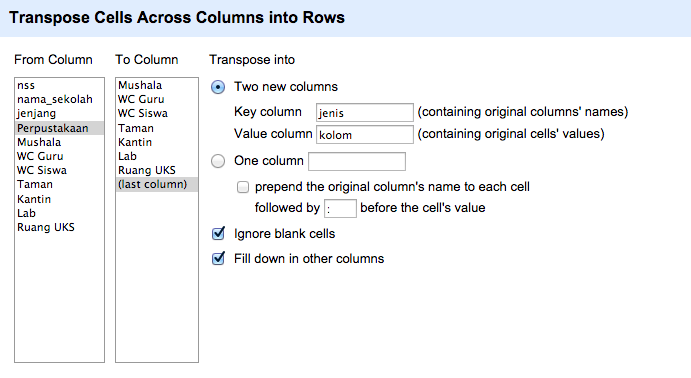 Transpose Cells Across Columns into Rows
From Column
To Column
Transpose into
nss
nama_sekolah
jenjang
Perpustakaan
Mushala
WC Guru
WC Siswa
Taman
Kantin
Lab
Ruang UKS
Mushala
WC Guru
WC Siswa
Taman
Kantin
Lab
Ruang UKS
(last column)
Two new columns
Key column jenis (containing original columns' names)
Value column kolom (containing original cells' values)
One column
prepend the original column's name to each cell
followed by : before the cell's value
Ignore blank cells
Fill down in other columns